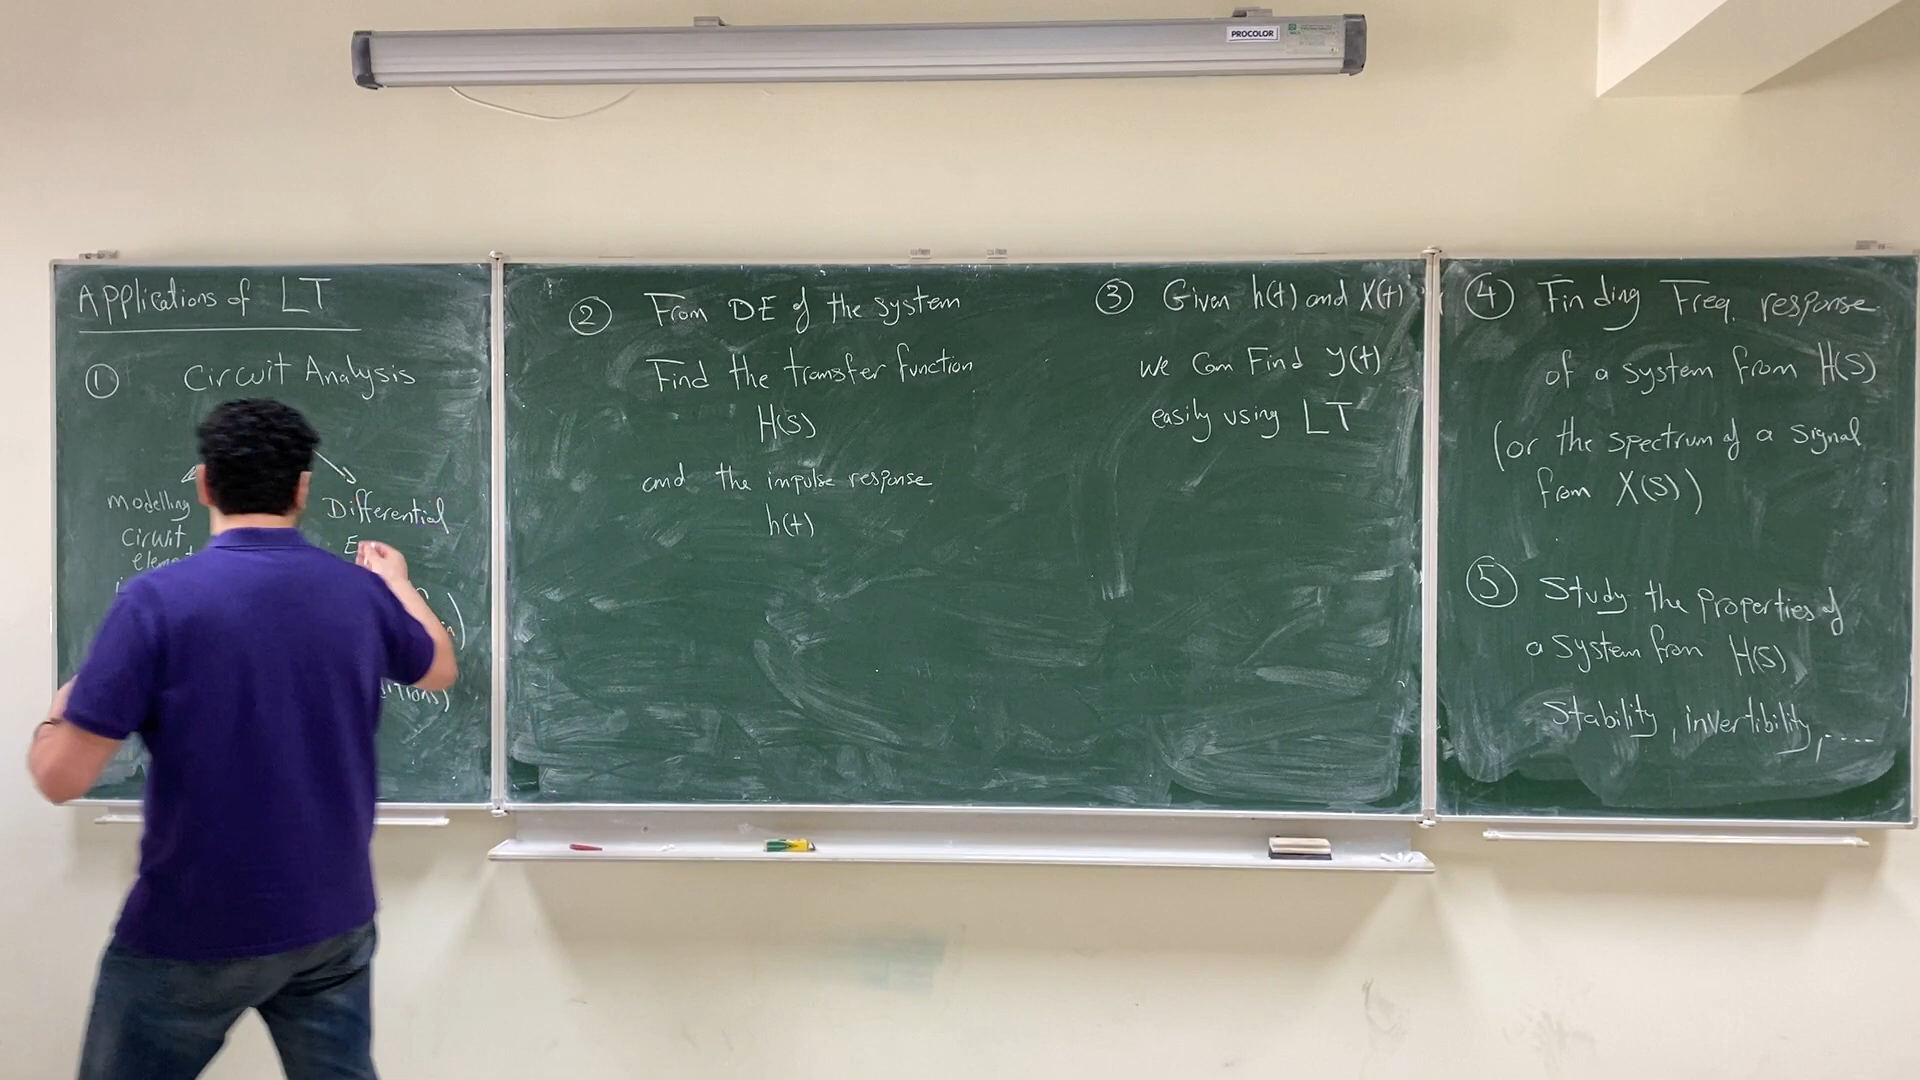 PROCOLOR
Applications of LT
① Circuit Analysis
modelling
Circuit
Differential
② From DE of the system
Find the transfer function
H(S)
and the impulse response
h(t)
③ Given h(t) and X(t)
we Can Find y(t)
easily using LT
④ Finding Freq. response
of a system from H(S)
(or the spectrum of a signal
from X(S))
⑤ Study the Properties of
a System from H(S)
Stability, invertibility, ....